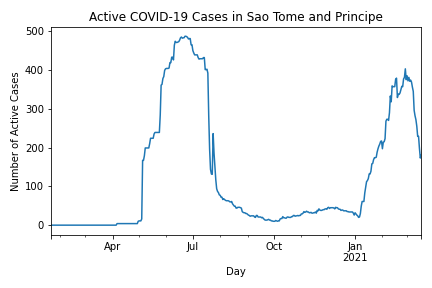 Active COVID-19 Cases in Sao Tome and Principe
500
400
300
200
100
0
Number of Active Cases
Apr
Jul
Oct
Jan
2021
Day